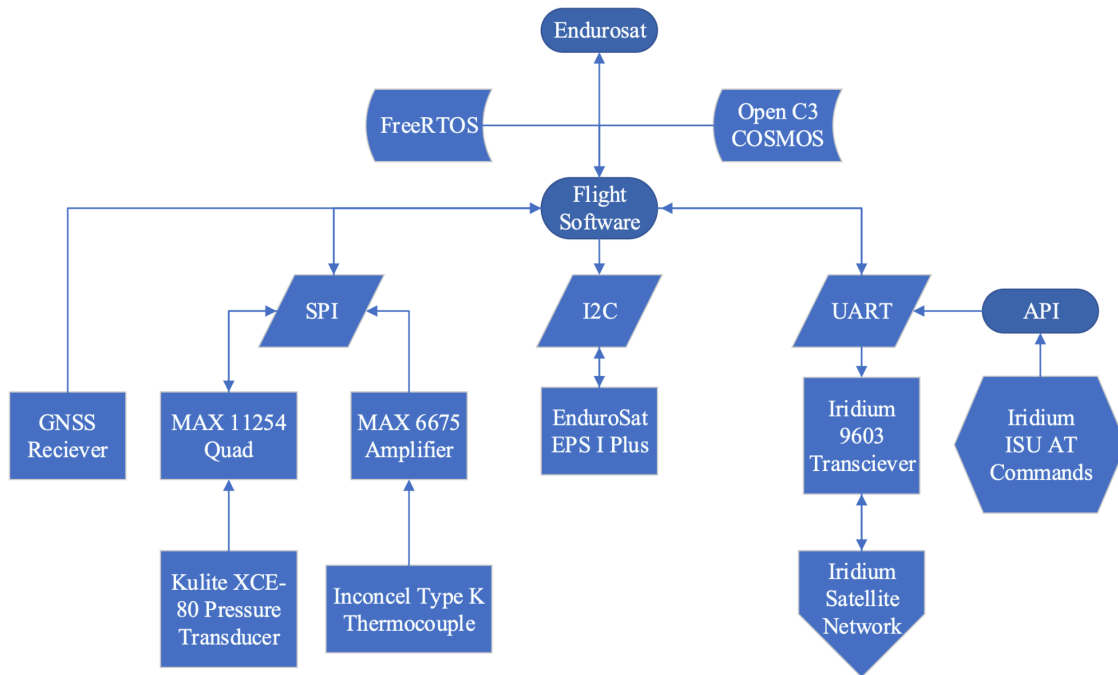 Endurosat
FreeRTOS
Open C3
COSMOS
Flight
Software
SPI
I2C
UART
API
GNSS
Reciever
MAX 11254
Quad
MAX 6675
Amplifier
EnduroSat
EPS I Plus
Iridium
9603
Transciever
Iridium
ISU AT
Commands
Kulite XCE-
80 Pressure
Transducer
Inconcel Type K
Thermocouple
Iridium
Satellite
Network